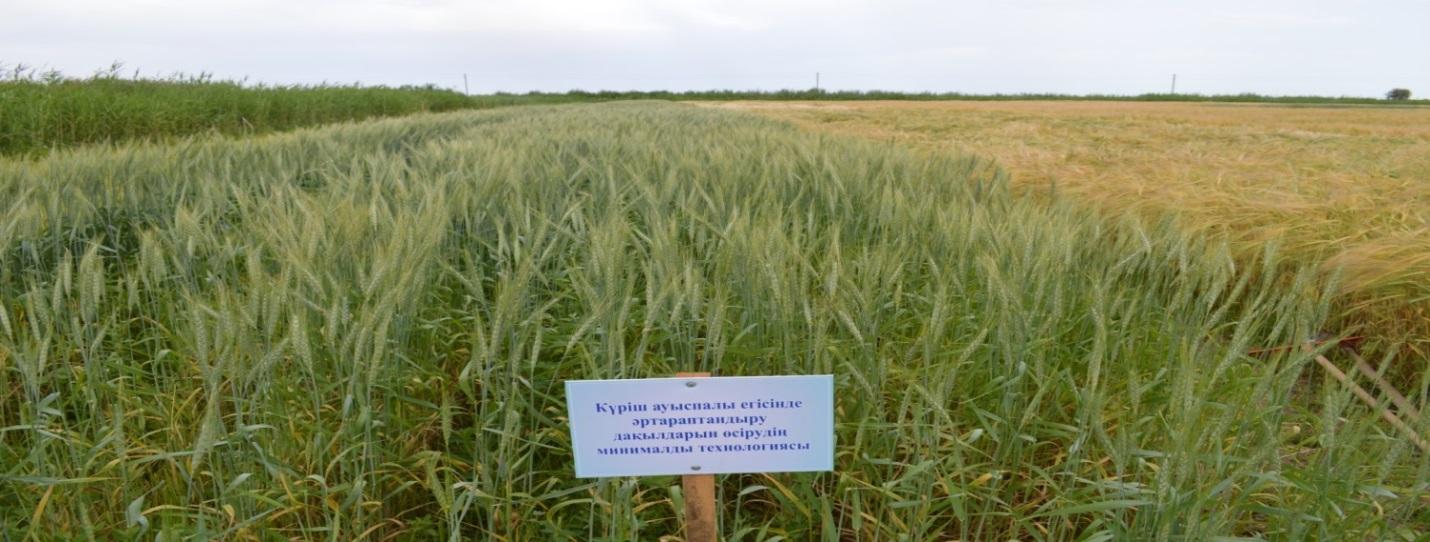 Күріш ауыспалы егісінде
әртараптандыру
дақылдарын өсірудің
минималды технологиясы